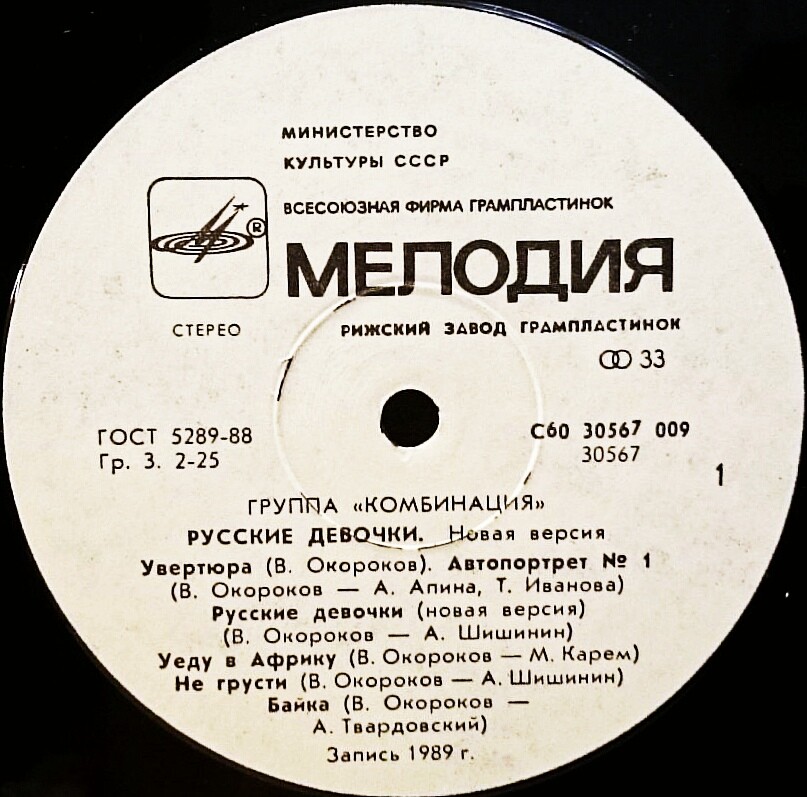 МИНИСТЕРСТВО
КУЛЬТУРЫ СССР
ВСЕСОЮЗНАЯ ФИРМА ГРАМПЛАСТИНОК
®
МЕЛОДИЯ
СТЕРЕО
РИЖСКИЙ ЗАВОД ГРАМПЛАСТИНОК
33
ГОСТ 5289-88
Гр. 3. 2-25
С60 30567 009
30567
1
ГРУППА «КОМБИНАЦИЯ»
РУССКИЕ ДЕВОЧКИ. Новая версия
Увертюра (В. Окороков). Автопортрет № 1
(В. Окороков — А. Апина, Т. Иванова)
Русские девочки (новая версия)
(В. Окороков — А. Шишинин)
Уеду в Африку (В. Окороков — М. Карем)
Не грусти (В. Окороков — А. Шишинин)
Байка (В. Окороков —
А. Твардовский)
Запись 1989 г.